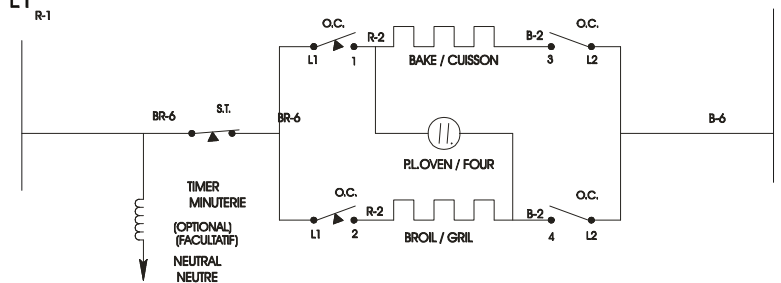 L1
R-1
O.C.
R-2
L1
1
BAKE / CUISSON
B-2
3
O.C.
L2
BR-6
S.T.
BR-6
B-6
P.L.OVEN / FOUR
TIMER
MINUTERIE
(OPTIONAL)
(FACULTATIF)
NEUTRAL
NEUTRE
O.C.
R-2
L1
2
BROIL / GRIL
B-2
4
O.C.
L2